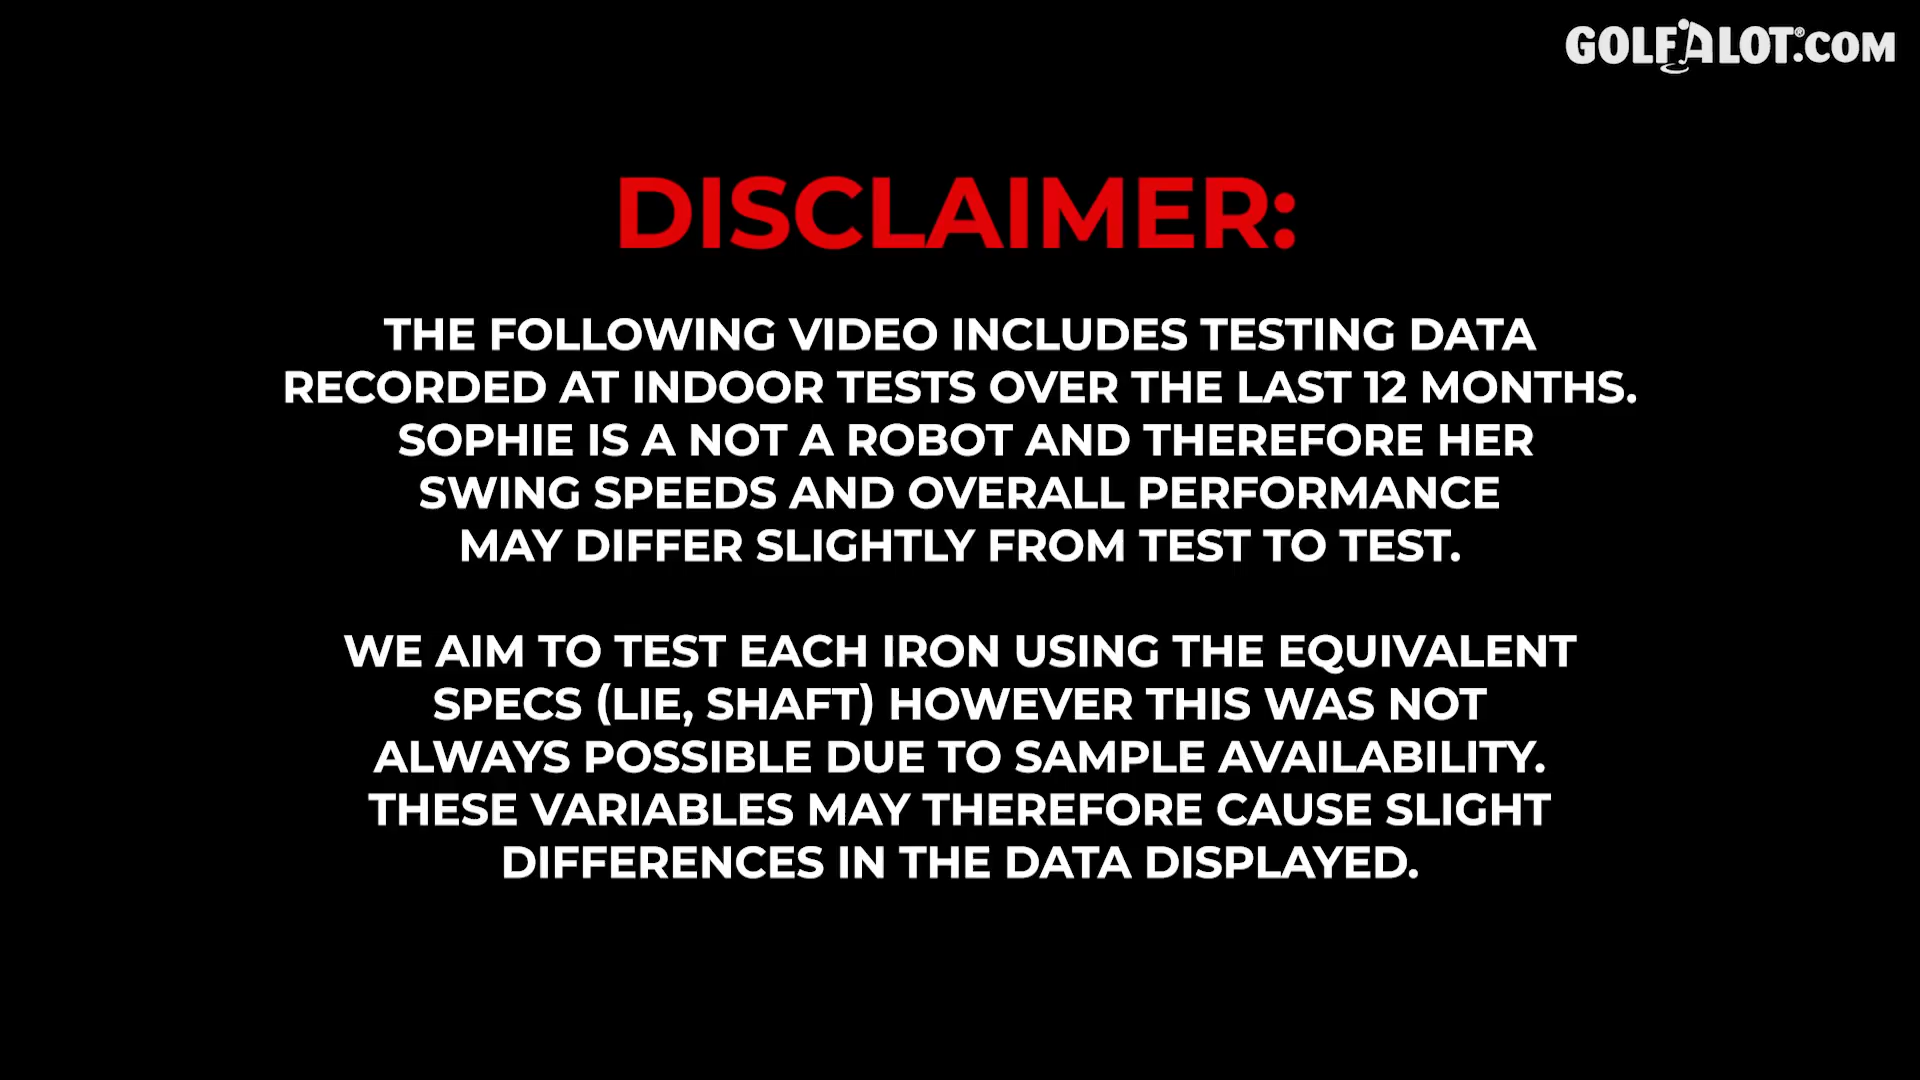 GOLFALOT®.COM
DISCLAIMER:
THE FOLLOWING VIDEO INCLUDES TESTING DATA
RECORDED AT INDOOR TESTS OVER THE LAST 12 MONTHS.
SOPHIE IS A NOT A ROBOT AND THEREFORE HER
SWING SPEEDS AND OVERALL PERFORMANCE
MAY DIFFER SLIGHTLY FROM TEST TO TEST.
WE AIM TO TEST EACH IRON USING THE EQUIVALENT
SPECS (LIE, SHAFT) HOWEVER THIS WAS NOT
ALWAYS POSSIBLE DUE TO SAMPLE AVAILABILITY.
THESE VARIABLES MAY THEREFORE CAUSE SLIGHT
DIFFERENCES IN THE DATA DISPLAYED.